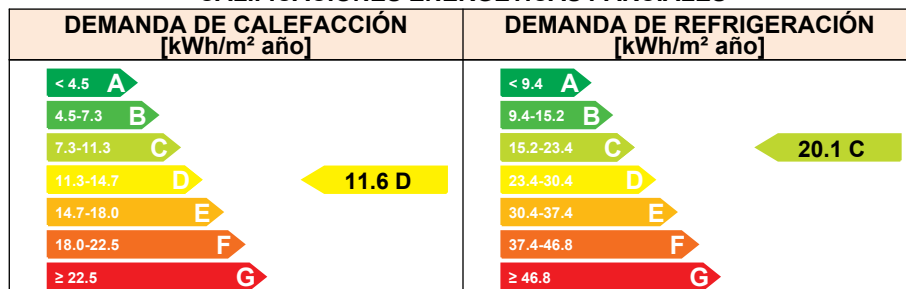 DEMANDA DE CALEFACCIÓN
[kWh/m² año]
< 4.5 A
4.5-7.3 B
7.3-11.3 C
11.3-14.7 D
14.7-18.0 E
18.0-22.5 F
≥ 22.5 G
11.6 D
DEMANDA DE REFRIGERACIÓN
[kWh/m² año]
< 9.4 A
9.4-15.2 B
15.2-23.4 C
23.4-30.4 D
30.4-37.4 E
37.4-46.8 F
≥ 46.8 G
20.1 C